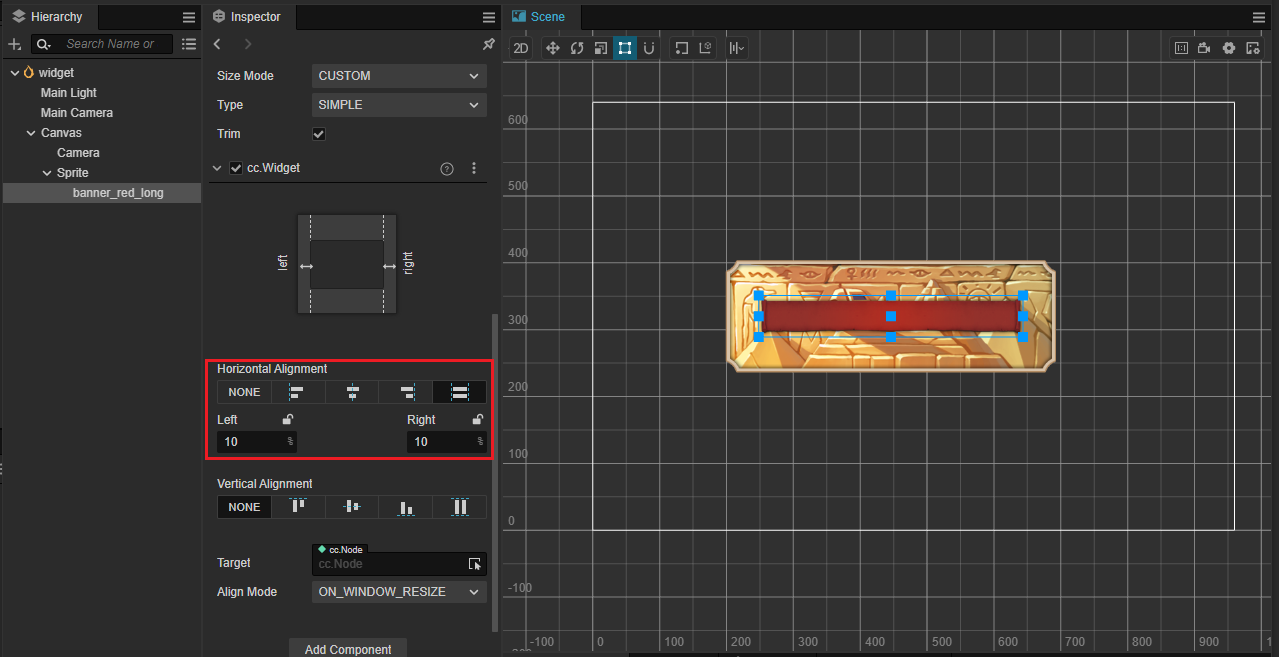 Hierarchy
Search Name or
widget
Main Light
Main Camera
Canvas
Camera
Sprite
banner_red_long
Inspector
Size Mode
CUSTOM
Type
SIMPLE
Trim
cc.Widget
?
left
right
Horizontal Alignment
NONE
Left
Right
10 %
10 %
Vertical Alignment
NONE
Target
cc.Node
cc.Node
Align Mode
ON_WINDOW_RESIZE
Add Component
Scene
2D
600
500
400
300
200
100
0
-100
-100 0 100 200 300 400 500 600 700 800 900